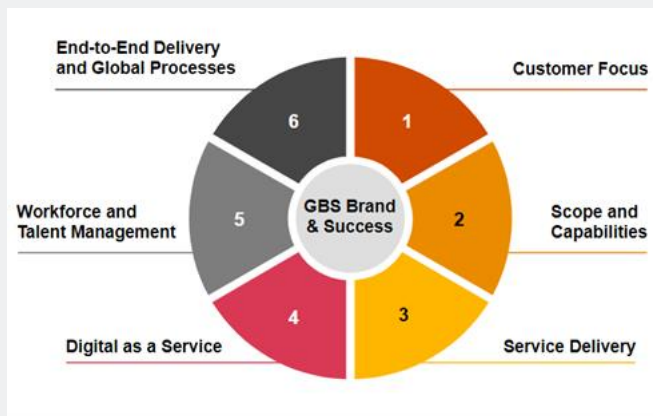 End-to-End Delivery
and Global Processes
6
1
Customer Focus
Workforce and
Talent Management
5
GBS Brand
& Success
2
Scope and
Capabilities
Digital as a Service
4
3
Service Delivery